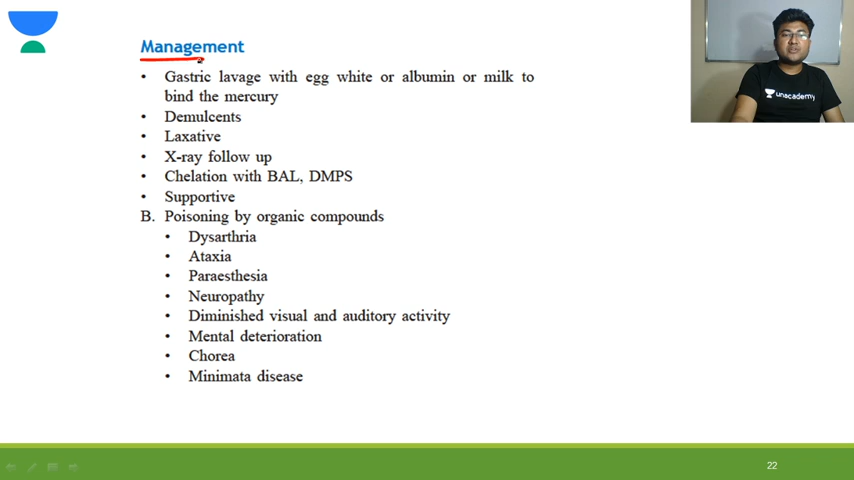 Management
• Gastric lavage with egg white or albumin or milk to
bind the mercury
• Demulcents
• Laxative
• X-ray follow up
• Chelation with BAL, DMPS
• Supportive
B. Poisoning by organic compounds
• Dysarthria
• Ataxia
• Paraesthesia
• Neuropathy
• Diminished visual and auditory activity
• Mental deterioration
• Chorea
• Minimata disease
unacademy
22